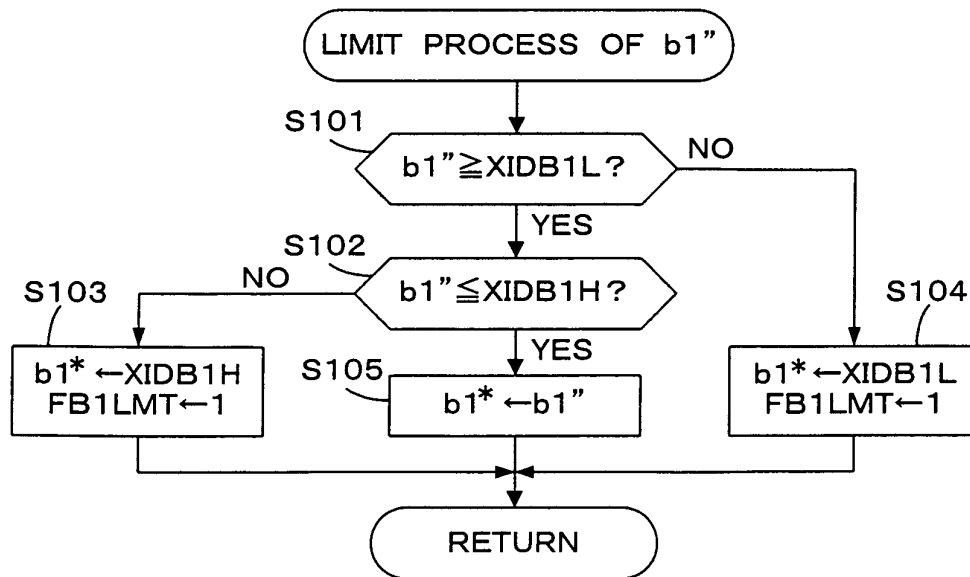 LIMIT PROCESS OF b1”
S101
b1”≧XIDB1L?
NO
YES
S102
b1”≦XIDB1H?
NO
S103
S104
YES
b1* ←XIDB1H
FB1LMT←1
S105
b1* ←b1”
b1* ←XIDB1L
FB1LMT←1
RETURN